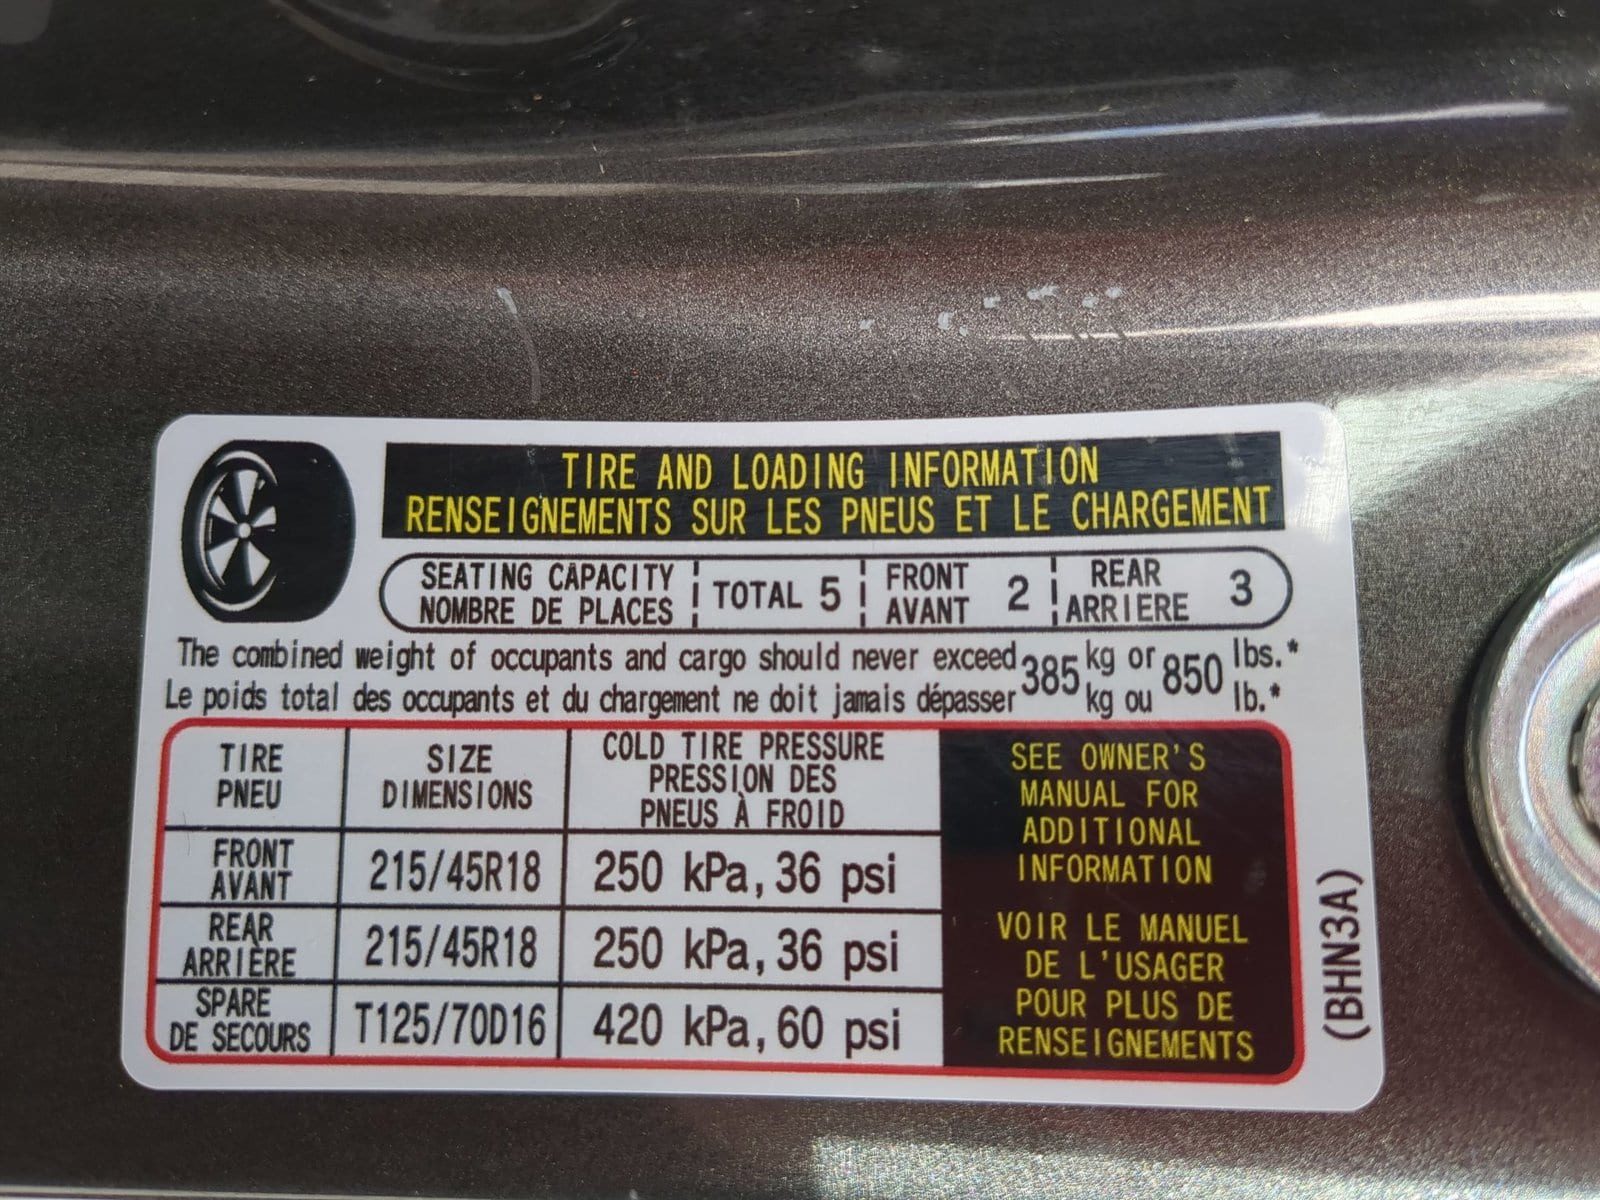 TIRE AND LOADING INFORMATION
RENSEIGNEMENTS SUR LES PNEUS ET LE CHARGEMENT
SEATING CAPACITY
NOMBRE DE PLACES
TOTAL 5
FRONT
AVANT
2
REAR
ARRIERE
3
The combined weight of occupants and cargo should never exceed 385 kg or 850 lbs.*
Le poids total des occupants et du chargement ne doit jamais dépasser kg ou lb.*
TIRE
PNEU
SIZE
DIMENSIONS
COLD TIRE PRESSURE
PRESSION DES
PNEUS À FROID
FRONT
AVANT
215/45R18
250 kPa, 36 psi
REAR
ARRIÈRE
215/45R18
250 kPa, 36 psi
SPARE
DE SECOURS
T125/70D16
420 kPa, 60 psi
SEE OWNER'S
MANUAL FOR
ADDITIONAL
INFORMATION
VOIR LE MANUEL
DE L'USAGER
POUR PLUS DE
RENSEIGNEMENTS
(BHN3A)